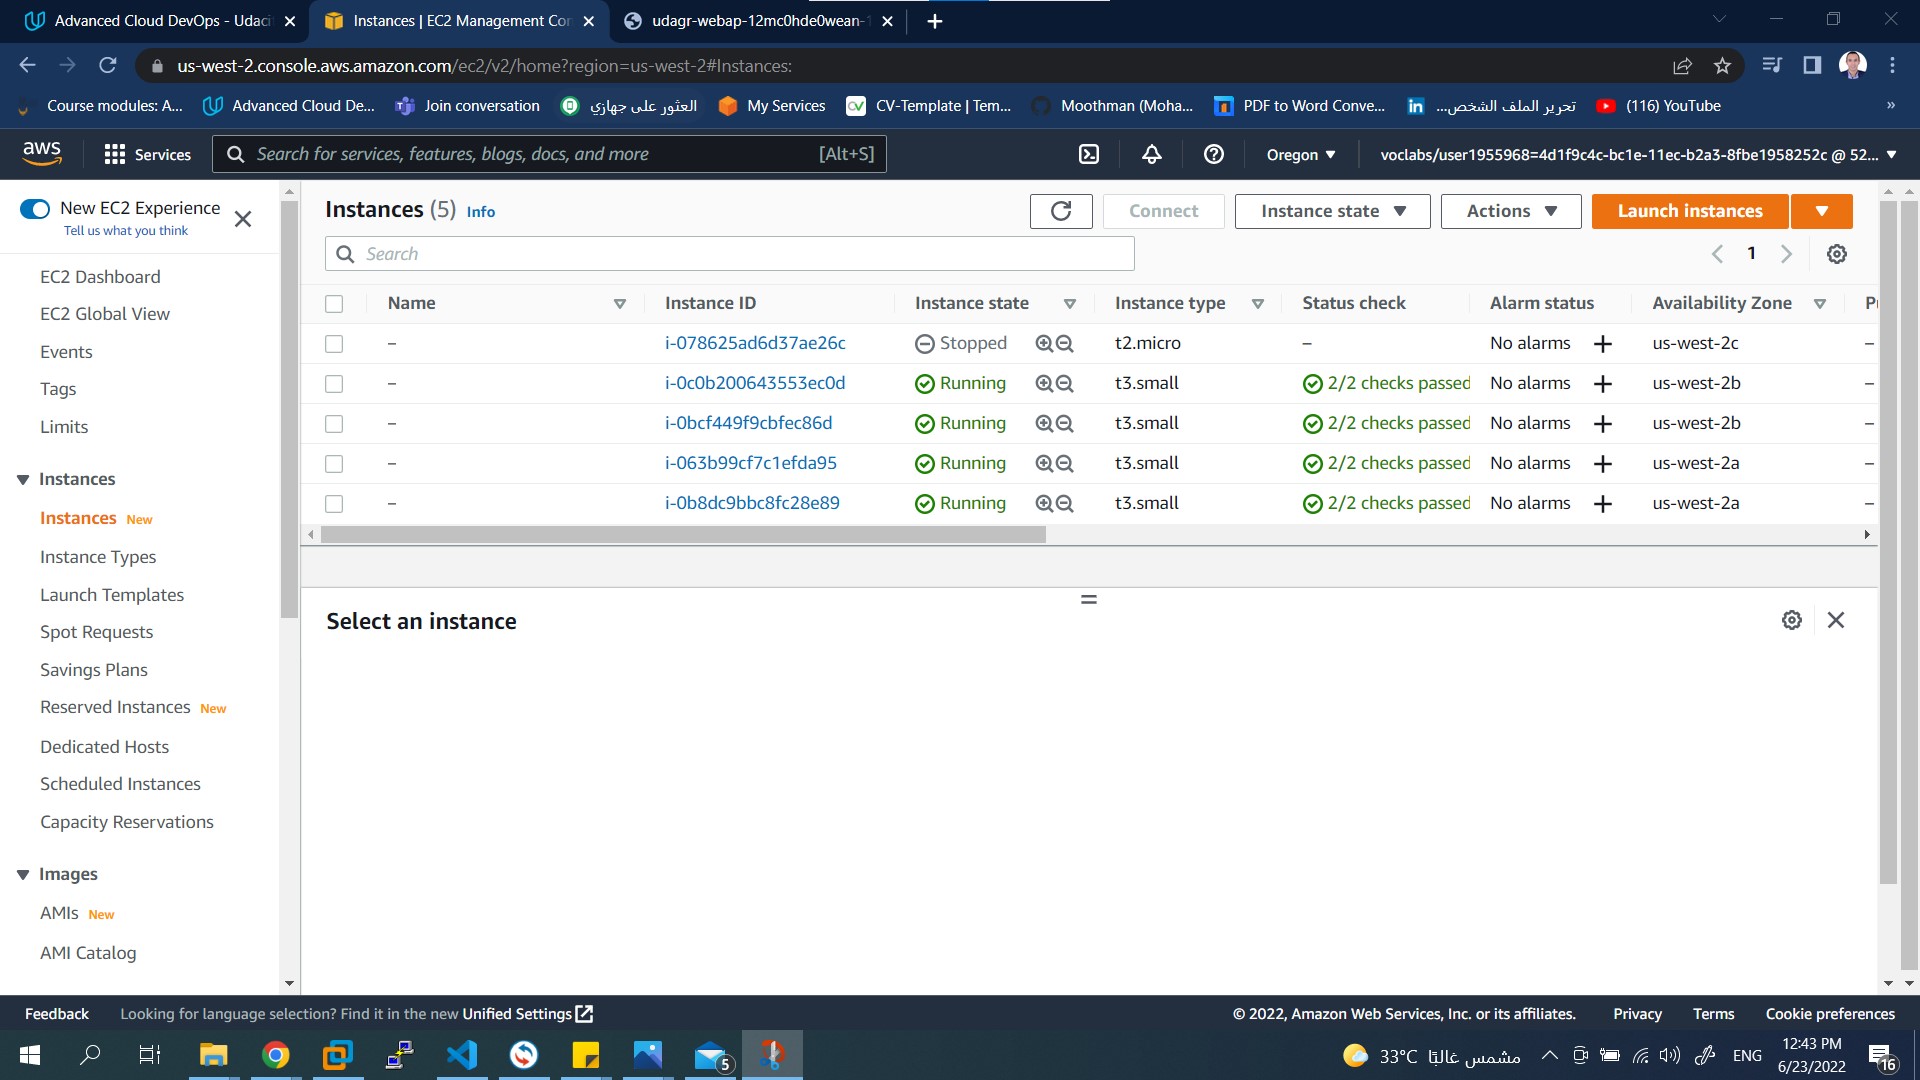 Advanced Cloud DevOps - Udaci
Instances | EC2 Management Con
udagr-webap-12mc0hde0wean-1
us-west-2.console.aws.amazon.com/ec2/v2/home?region=us-west-2#Instances:
Course modules: A...
Advanced Cloud De...
Join conversation
العثور على جهازي
My Services
CV-Template | Tem...
Moothman (Moha...
PDF to Word Conve...
تحرير الملف الشخص...
(116) YouTube
»
aws
Services
Search for services, features, blogs, docs, and more [Alt+S]
Oregon
voclabs/user1955968=4d1f9c4c-bc1e-11ec-b2a3-8fbe1958252c @ 52...
New EC2 Experience
Tell us what you think
EC2 Dashboard
EC2 Global View
Events
Tags
Limits
Instances
Instances New
Instance Types
Launch Templates
Spot Requests
Savings Plans
Reserved Instances New
Dedicated Hosts
Scheduled Instances
Capacity Reservations
Images
AMIs New
AMI Catalog
Instances (5) Info
Connect
Instance state
Actions
Launch instances
Search
1
Name Instance ID Instance state Instance type Status check Alarm status Availability Zone
– i-078625ad6d37ae26c Stopped t2.micro – No alarms + us-west-2c –
– i-0c0b200643553ec0d Running t3.small 2/2 checks passed No alarms + us-west-2b –
– i-0bcf449f9cbfec86d Running t3.small 2/2 checks passed No alarms + us-west-2b –
– i-063b99cf7c1efda95 Running t3.small 2/2 checks passed No alarms + us-west-2a –
– i-0b8dc9bbc8fc28e89 Running t3.small 2/2 checks passed No alarms + us-west-2a –
Select an instance
Feedback
Looking for language selection? Find it in the new Unified Settings
© 2022, Amazon Web Services, Inc. or its affiliates.
Privacy
Terms
Cookie preferences
5
33°C مشمس غالبًا
ENG
12:43 PM
6/23/2022
16